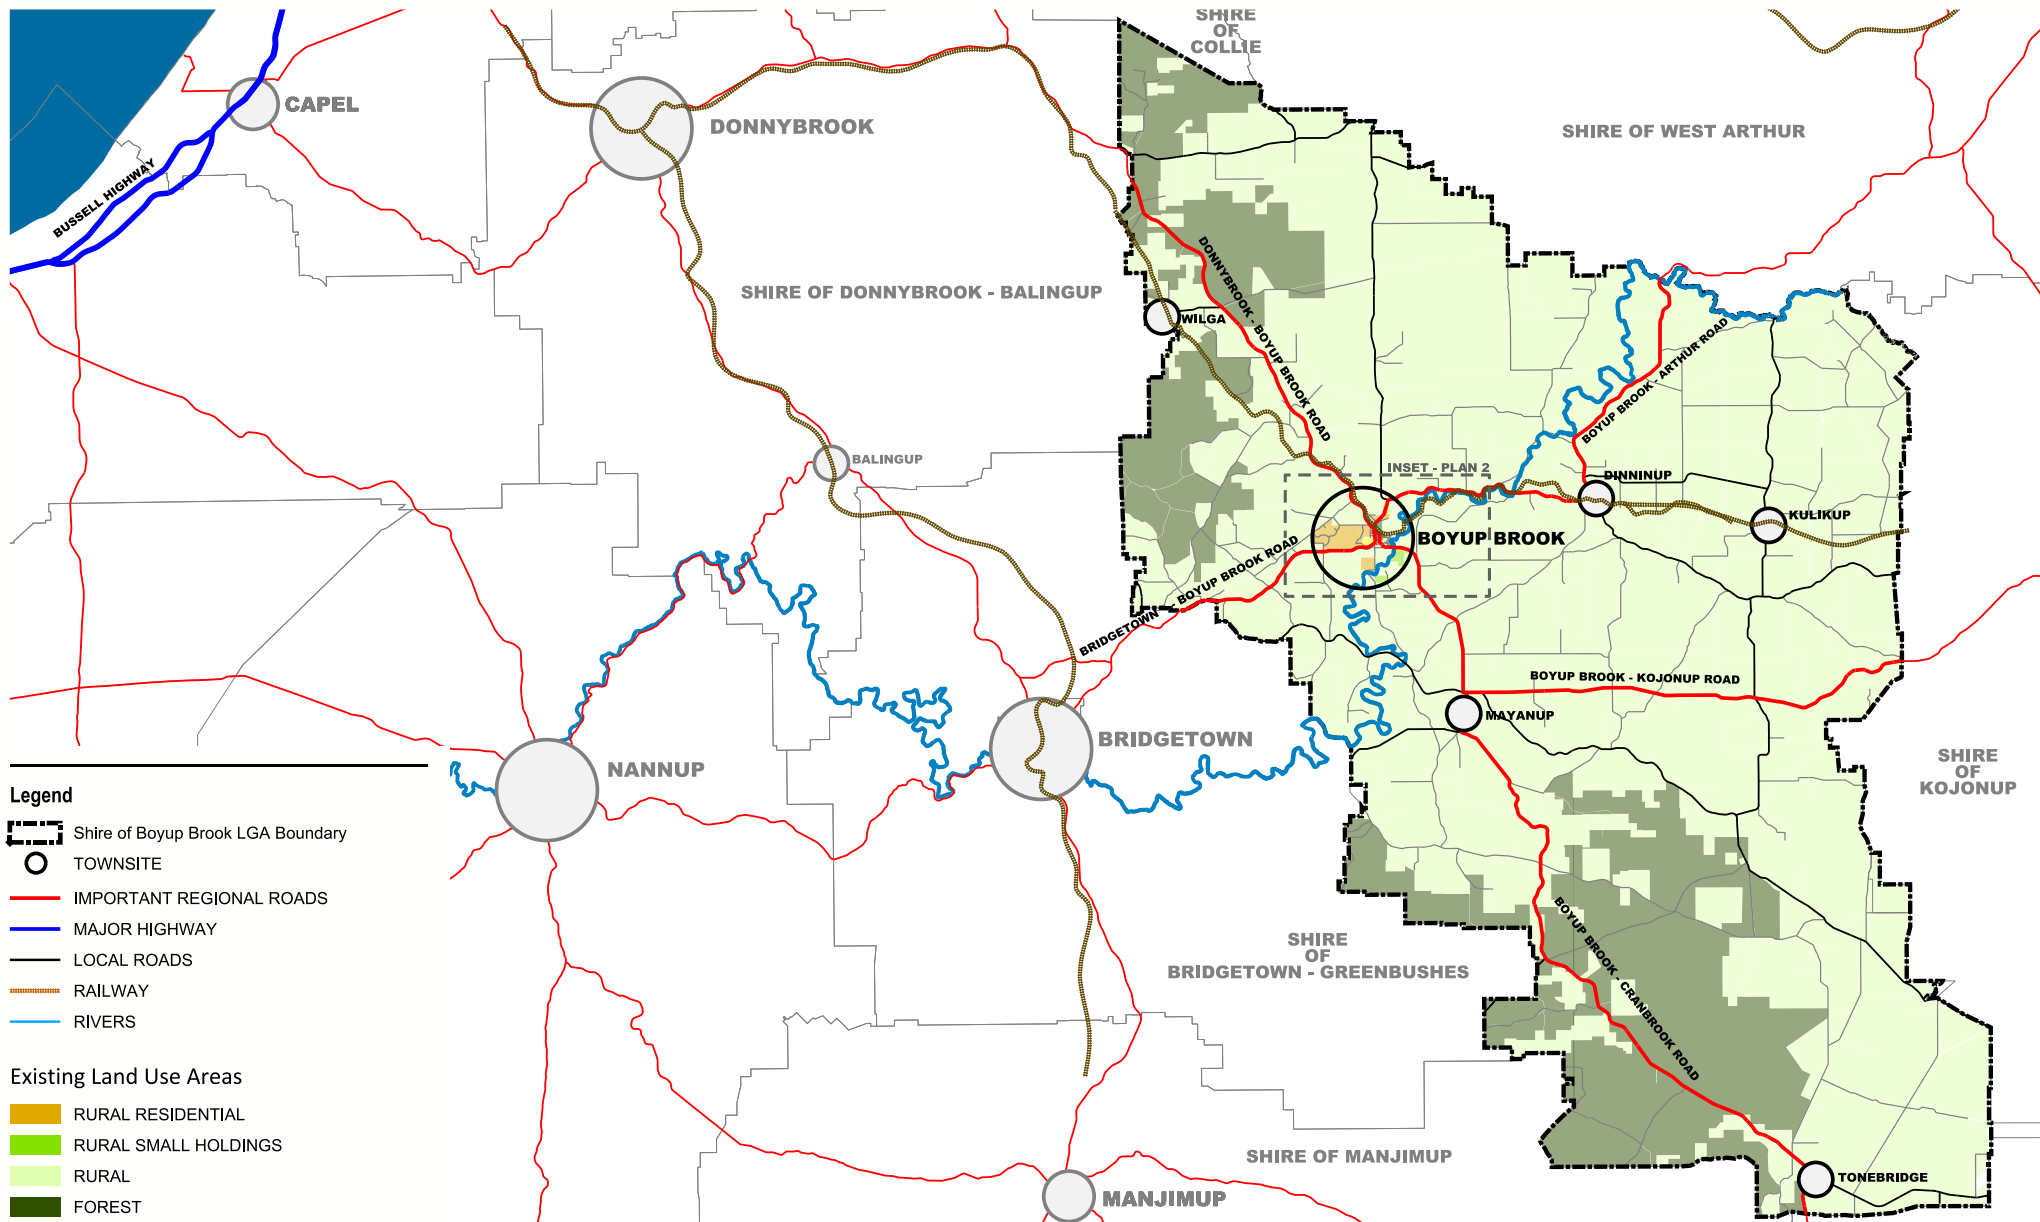 SHIRE
OF
COLLIE
CAPEL
DONNYBROOK
SHIRE OF WEST ARTHUR
BUSSELL HIGHWAY
DONNYBROOK - BOYUP BROOK ROAD
SHIRE OF DONNYBROOK - BALINGUP
WILGA
BOYUP BROOK - ARTHUR ROAD
BALINGUP
INSET - PLAN 2
DINNINUP
KULIKUP
BOYUP BROOK
BRIDGETOWN - BOYUP BROOK ROAD
BOYUP BROOK - KOJONUP ROAD
MAYANUP
BRIDGETOWN
NANNUP
SHIRE
OF
KOJONUP
SHIRE
OF
BRIDGETOWN - GREENBUSHES
BOYUP BROOK - CRANBROOK ROAD
SHIRE OF MANJIMUP
MANJIMUP
TONEBRIDGE
Legend
Shire of Boyup Brook LGA Boundary
TOWNSITE
IMPORTANT REGIONAL ROADS
MAJOR HIGHWAY
LOCAL ROADS
RAILWAY
RIVERS
Existing Land Use Areas
RURAL RESIDENTIAL
RURAL SMALL HOLDINGS
RURAL
FOREST